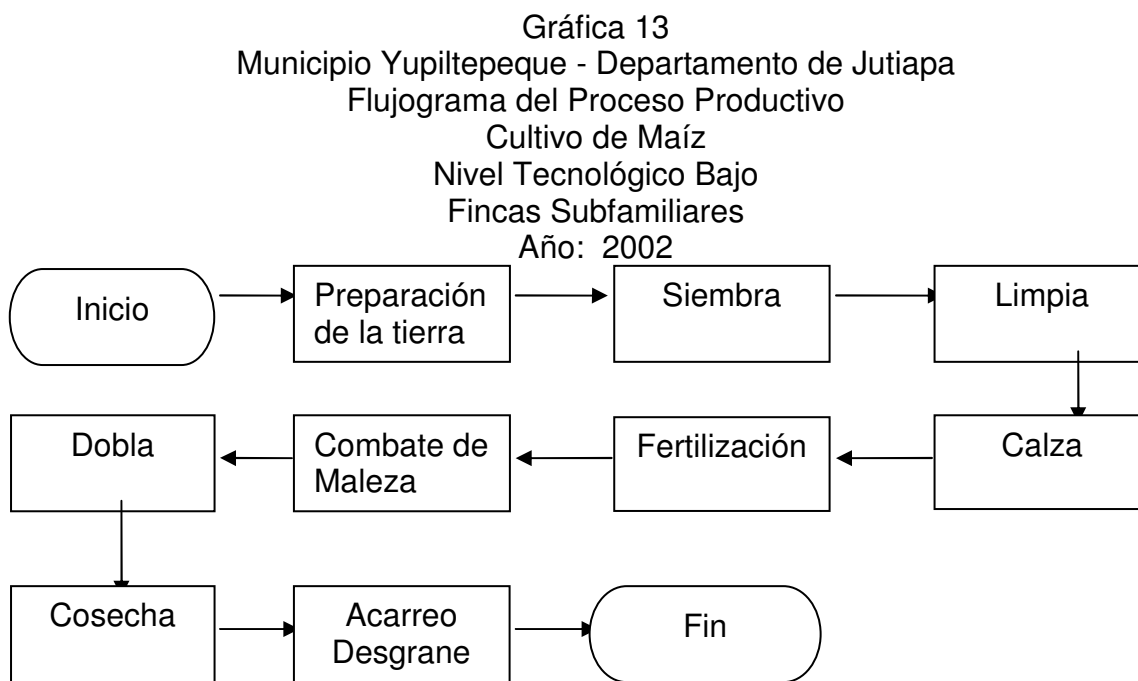 Gráfica 13
Municipio Yupiltepeque - Departamento de Jutiapa
Flujograma del Proceso Productivo
Cultivo de Maíz
Nivel Tecnológico Bajo
Fincas Subfamiliares
Año:  2002
Inicio
Preparación
de la tierra
Siembra
Limpia
Calza
Fertilización
Combate de
Maleza
Dobla
Cosecha
Acarreo
Desgrane
Fin